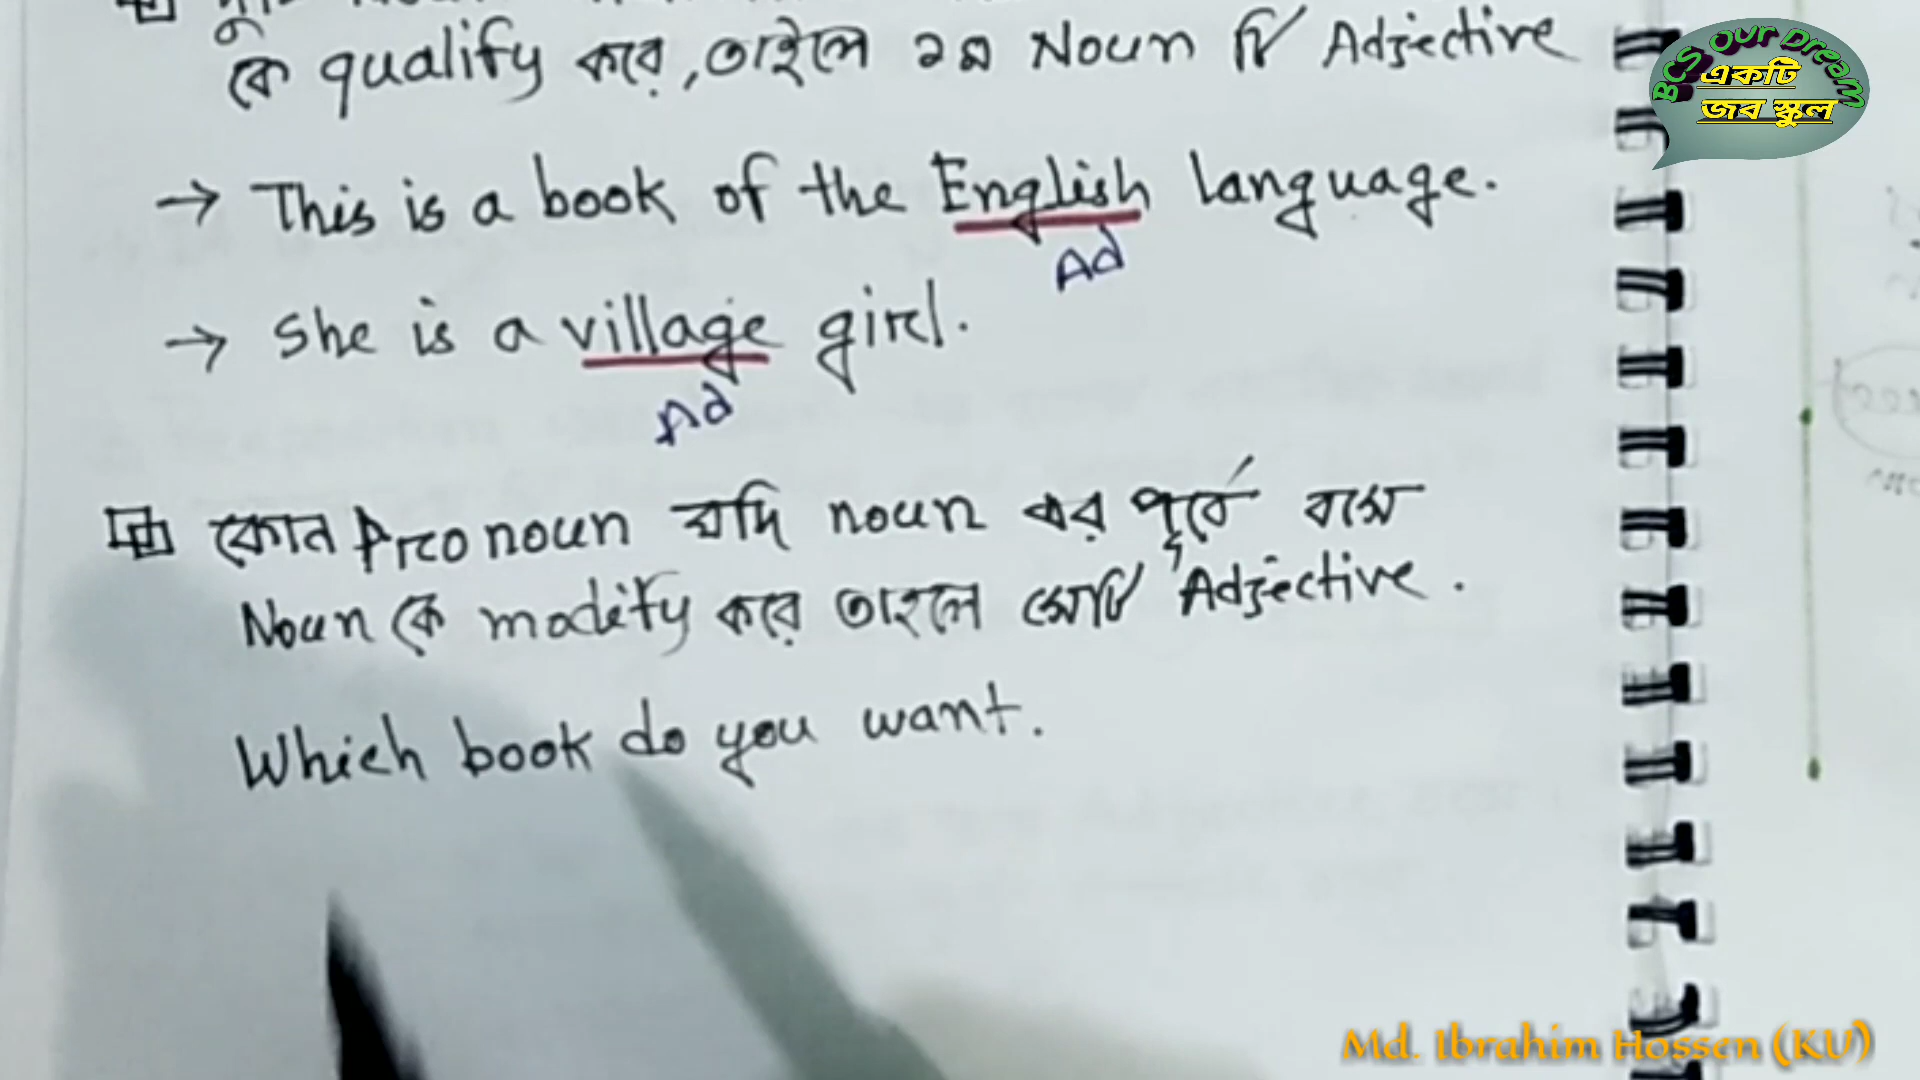 কে qualify করে, তাইলে ১ম Noun টি Adjective
→ This is a book of the English language.
Ad
→ She is a village girl.
Ad
কোন Pronoun যদি noun এর পূর্বে বসে
Noun কে modify করে তাহলে সেটি Adjective.
Which book do you want.
BCS Our Dream
একটি
জব স্কুল
Md. Ibrahim Hossen (KU)